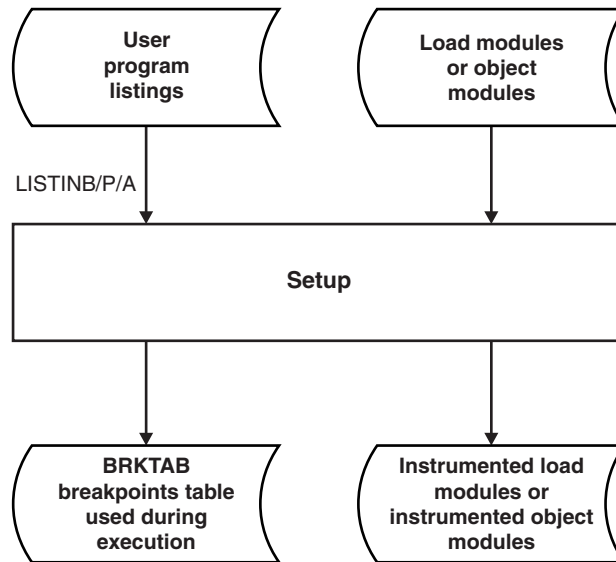 User
program
listings
Load modules
or object
modules
LISTINB/P/A
Setup
BRKTAB
breakpoints table
used during
execution
Instrumented load
modules or
instrumented object
modules